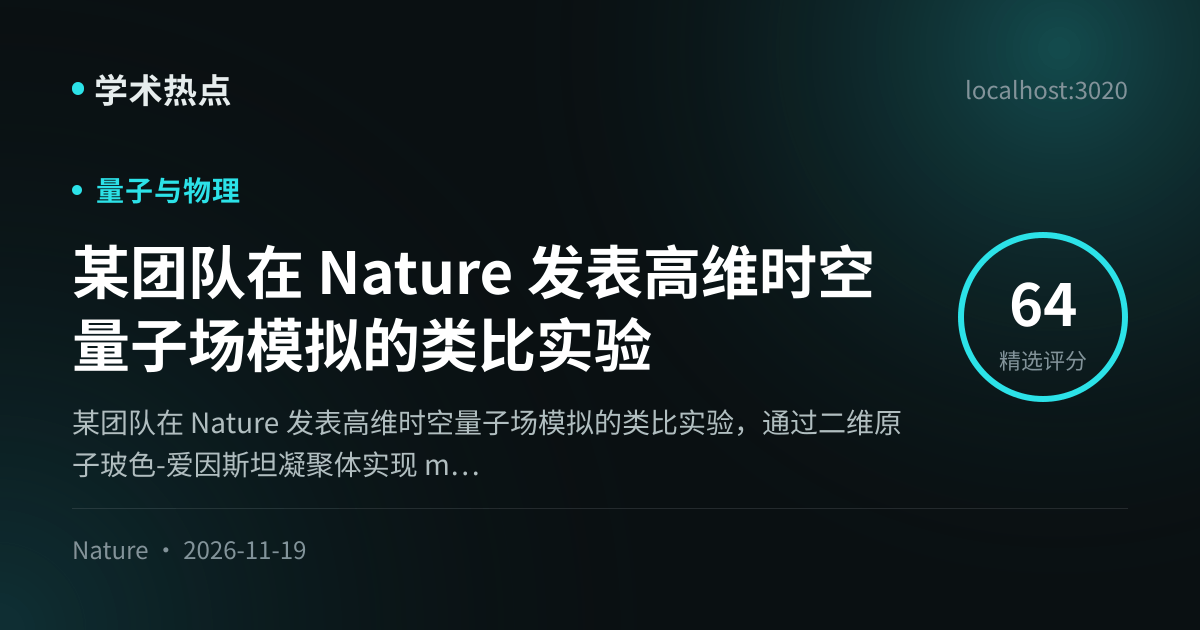 学术热点
localhost:3020
量子与物理
某团队在 Nature 发表高维时空
量子场模拟的类比实验
64
精选评分
某团队在 Nature 发表高维时空量子场模拟的类比实验，通过二维原
子玻色-爱因斯坦凝聚体实现 m…
Nature • 2026-11-19